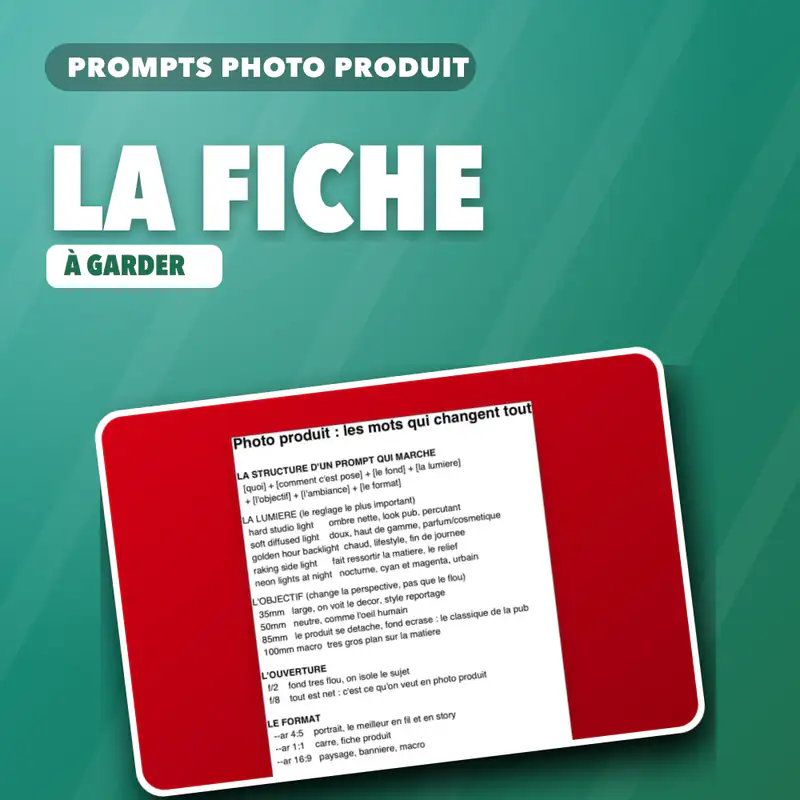 PROMPTS PHOTO PRODUIT
LA FICHE
À GARDER
Photo produit : les mots qui changent tout
LA STRUCTURE D'UN PROMPT QUI MARCHE
[quoi] + [comment c'est pose] + [le fond] + [la lumiere]
+ [l'objectif] + [l'ambiance] + [le format]
LA LUMIERE (le reglage le plus important)
hard studio light ombre nette, look pub, percutant
soft diffused light doux, haut de gamme, parfum/cosmetique
golden hour backlight chaud, lifestyle, fin de journee
raking side light fait ressortir la matiere, le relief
neon lights at night nocturne, cyan et magenta, urbain
L'OBJECTIF (change la perspective, pas que le flou)
35mm large, on voit le decor, style reportage
50mm neutre, comme l'oeil humain
85mm le produit se detache, fond ecrase : le classique de la pub
100mm macro tres gros plan sur la matiere
L'OUVERTURE
f/2 fond tres flou, on isole le sujet
f/8 tout est net : c'est ce qu'on veut en photo produit
LE FORMAT
--ar 4:5 portrait, le meilleur en fil et en story
--ar 1:1 carre, fiche produit
--ar 16:9 paysage, banniere, macro